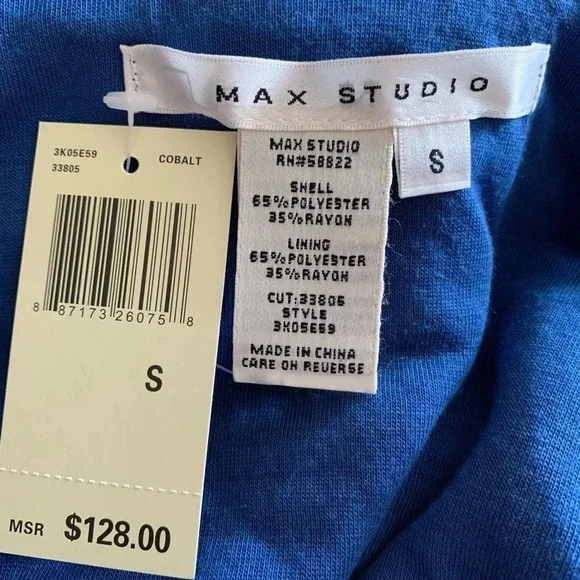 MAX STUDIO
S
MAX STUDIO
RN#58822
SHELL
65%POLYESTER
35%RAYON
LINING
65%POLYESTER
35%RAYON
CUT:33805
STYLE
3K05E59
MADE IN CHINA
CARE ON REVERSE
3K05E59 COBALT
33805
8 87173 26075 8
S
MSR $128.00